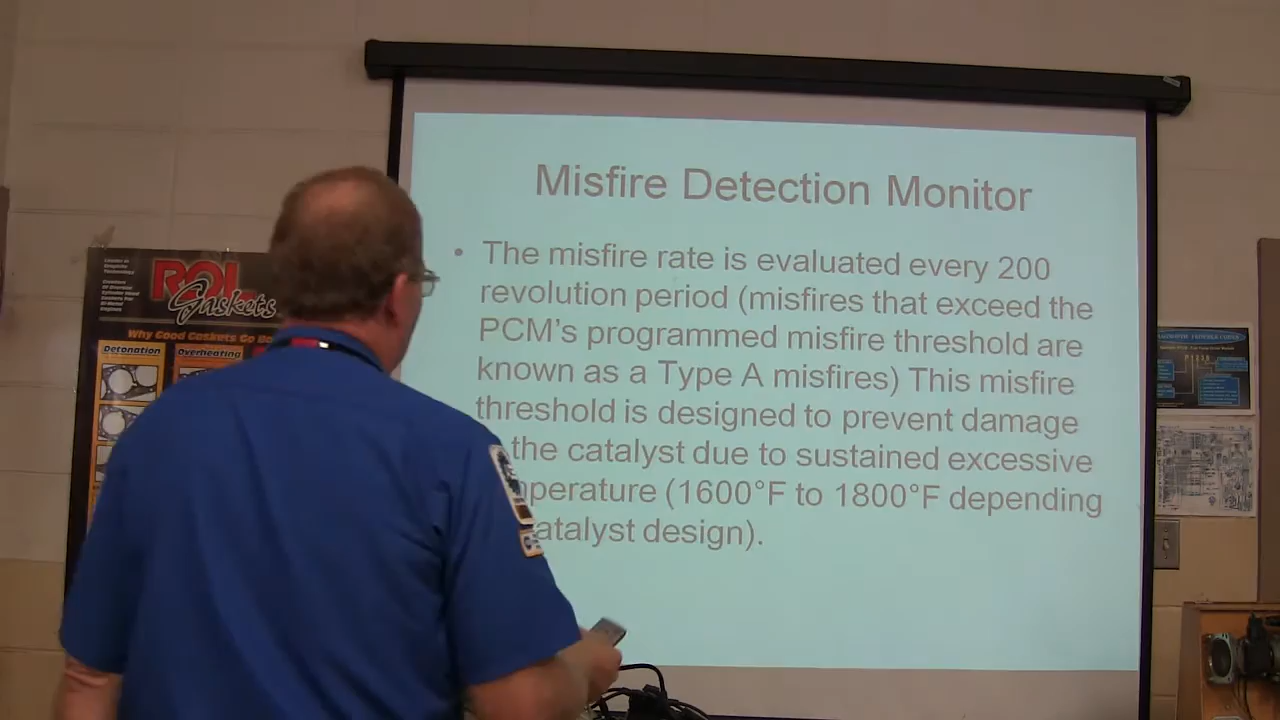 Misfire Detection Monitor
• The misfire rate is evaluated every 200
revolution period (misfires that exceed the
PCM's programmed misfire threshold are
known as a Type A misfires) This misfire
threshold is designed to prevent damage
the catalyst due to sustained excessive
perature (1600°F to 1800°F depending
atalyst design).
ROL
Gaskets
Why Good Gaskets Go Ba
Detonation
Overheating